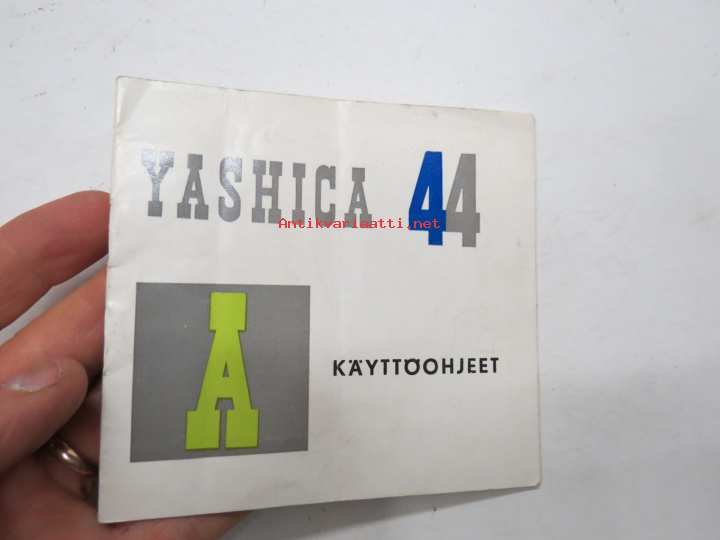 YASHICA 44
Antikvariaatti.net
A
KÄYTTÖOHJEET